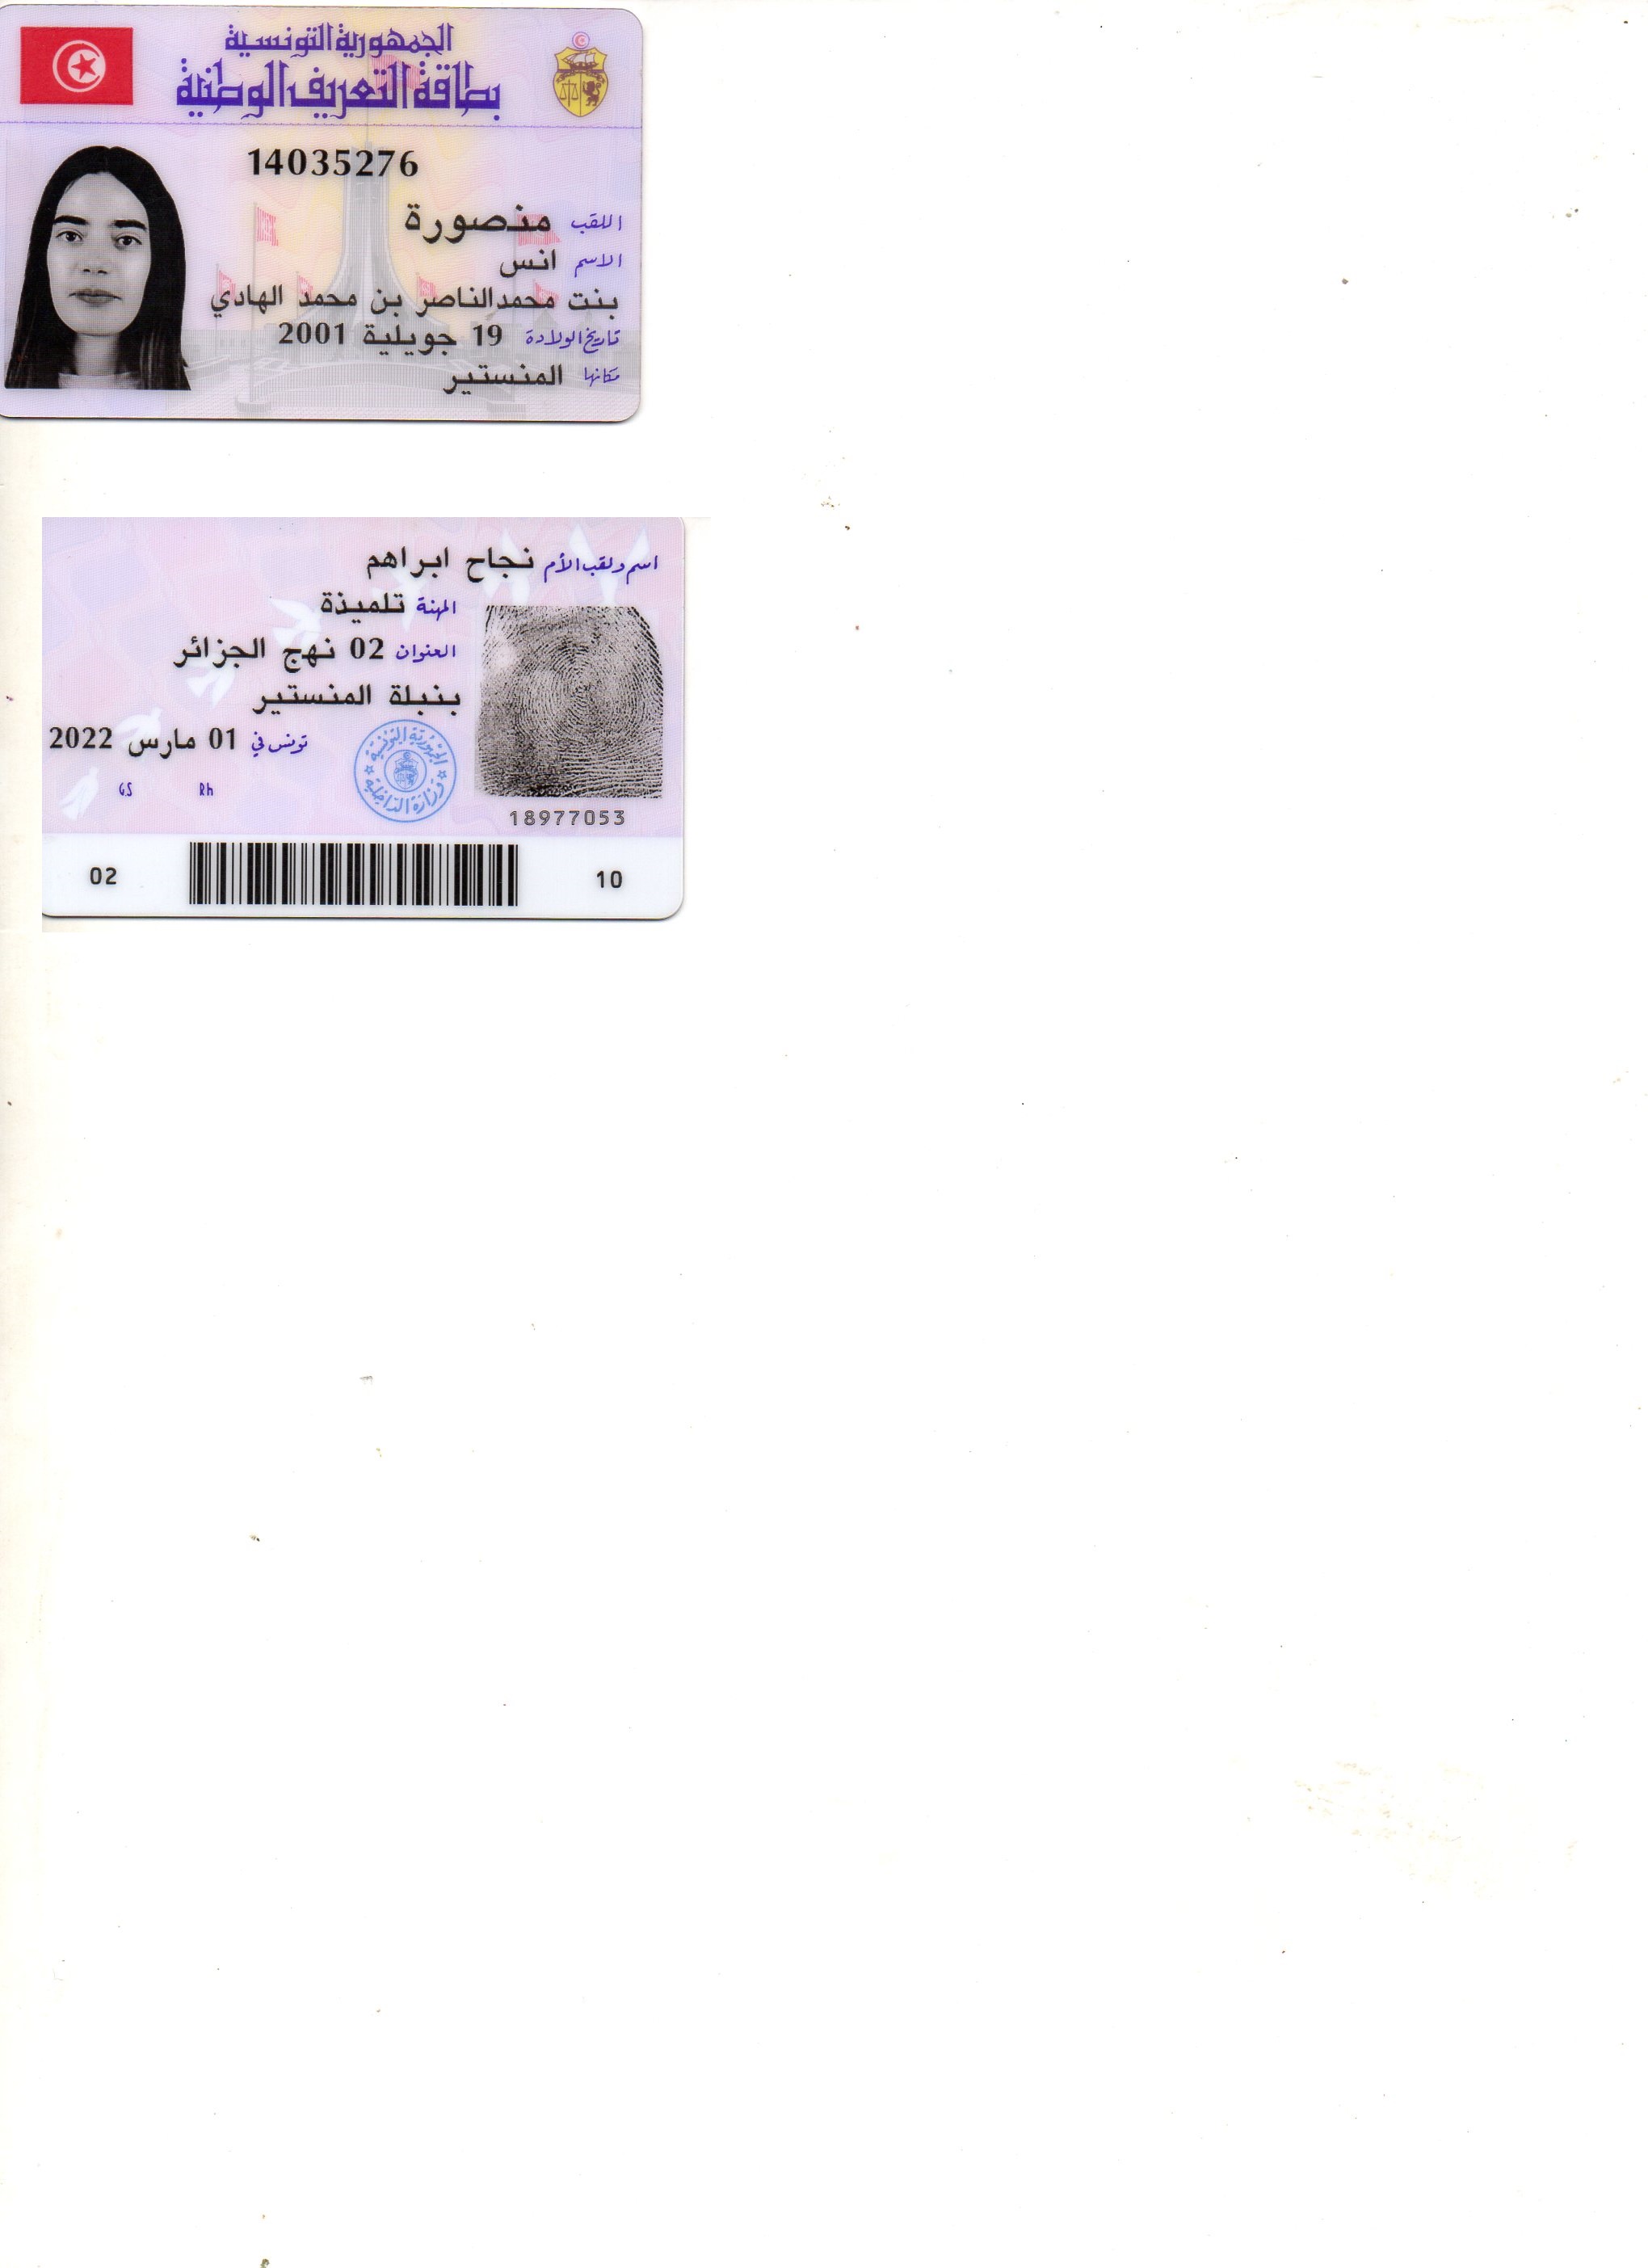 الجمهورية التونسية
بطاقة التعريف الوطنية
14035276
اللقب منصورة
الاسم انس
بنت محمدالناصر بن محمد الهادي
تاريخ الولادة 19 جويلية 2001
مكانها المنستير
اسم ولقب الأم نجاح ابراهم
المهنة تلميذة
العنوان 02 نهج الجزائر
بنبلة المنستير
تونس في 01 مارس 2022
الجمهورية التونسية
وزارة الداخلية
GS Rh
18977053
02 10